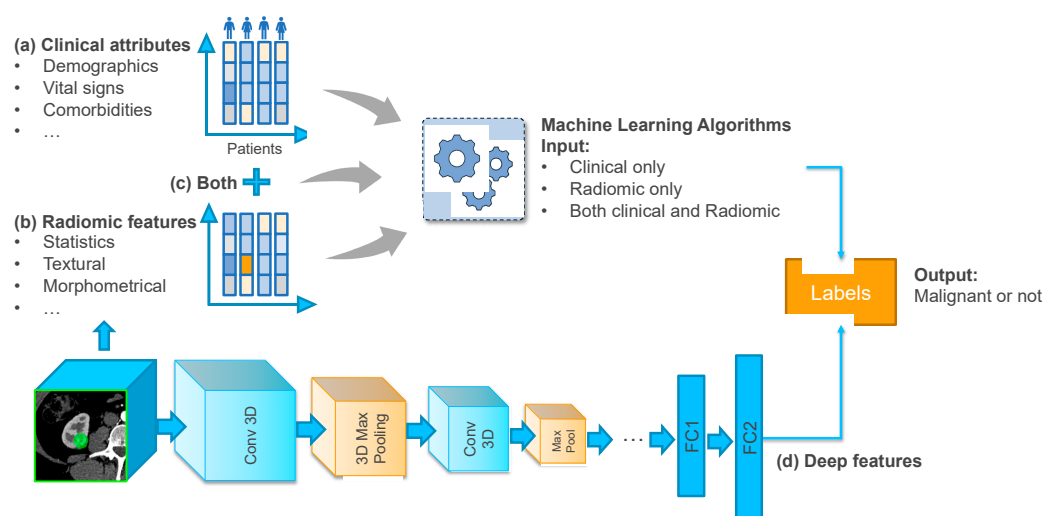 (a) Clinical attributes
• Demographics
• Vital signs
• Comorbidities
• …
Patients
(c) Both
(b) Radiomic features
• Statistics
• Textural
• Morphometrical
• …
Machine Learning Algorithms
Input:
• Clinical only
• Radiomic only
• Both clinical and Radiomic
Labels
Output:
Malignant or not
Conv 3D
3D Max
Pooling
Conv
3D
Max
Pool
…
FC1
FC2
(d) Deep features